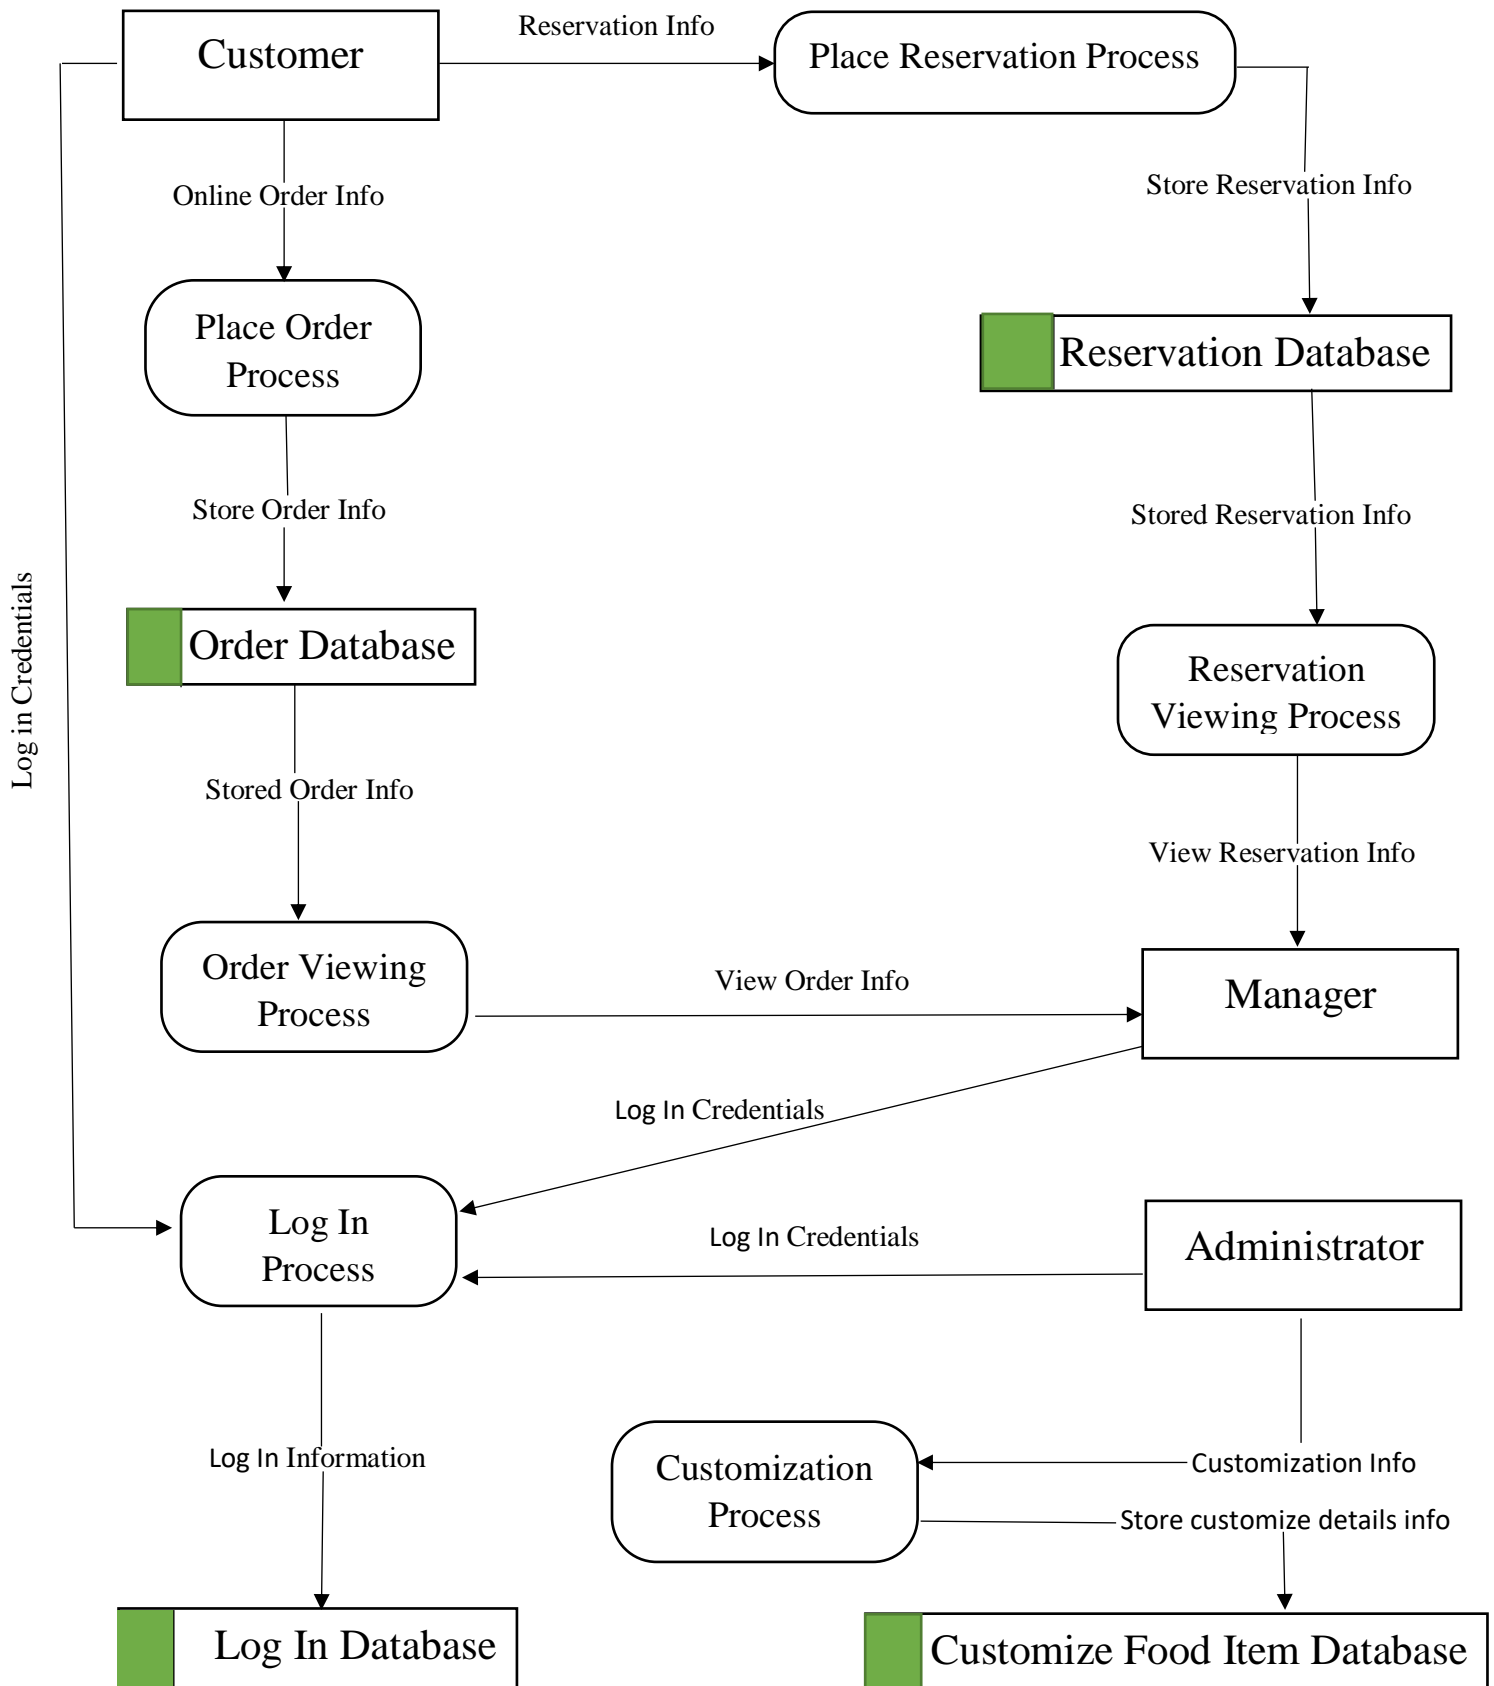 Customer
Reservation Info
Place Reservation Process
Online Order Info
Store Reservation Info
Place Order
Process
Reservation Database
Store Order Info
Stored Reservation Info
Log in Credentials
Order Database
Reservation
Viewing Process
Stored Order Info
View Reservation Info
Order Viewing
Process
View Order Info
Manager
Log In Credentials
Log In
Process
Log In Credentials
Administrator
Log In Information
Customization
Process
Customization Info
Store customize details info
Log In Database
Customize Food Item Database